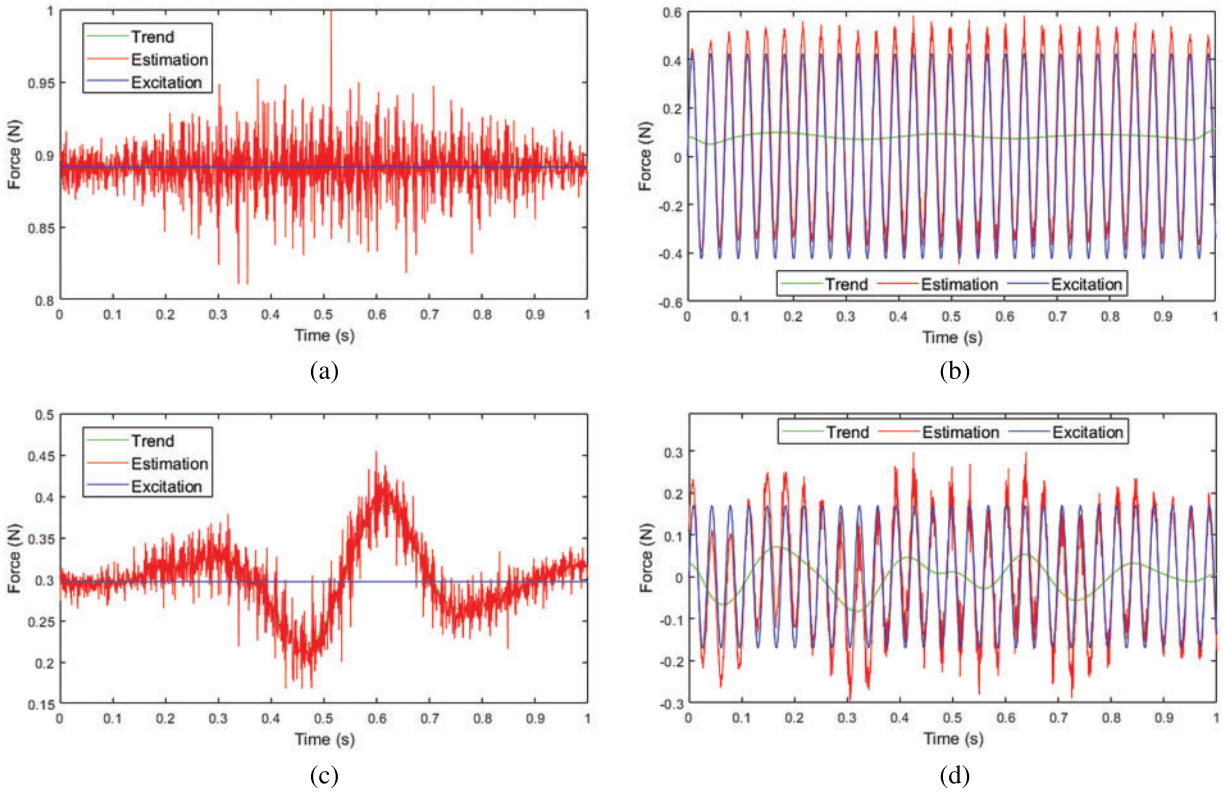 1
0.95
0.9
0.85
0.8
Force (N)
Trend
Estimation
Excitation
0 0.1 0.2 0.3 0.4 0.5 0.6 0.7 0.8 0.9 1
Time (s)
(a)
0.6
0.4
0.2
0
-0.2
-0.4
-0.6
Force (N)
Trend Estimation Excitation
0 0.1 0.2 0.3 0.4 0.5 0.6 0.7 0.8 0.9 1
Time (s)
(b)
0.5
0.45
0.4
0.35
0.3
0.25
0.2
0.15
Force (N)
Trend
Estimation
Excitation
0 0.1 0.2 0.3 0.4 0.5 0.6 0.7 0.8 0.9 1
Time (s)
(c)
0.3
0.2
0.1
0
-0.1
-0.2
-0.3
Force (N)
Trend Estimation Excitation
0 0.1 0.2 0.3 0.4 0.5 0.6 0.7 0.8 0.9 1
Time (s)
(d)